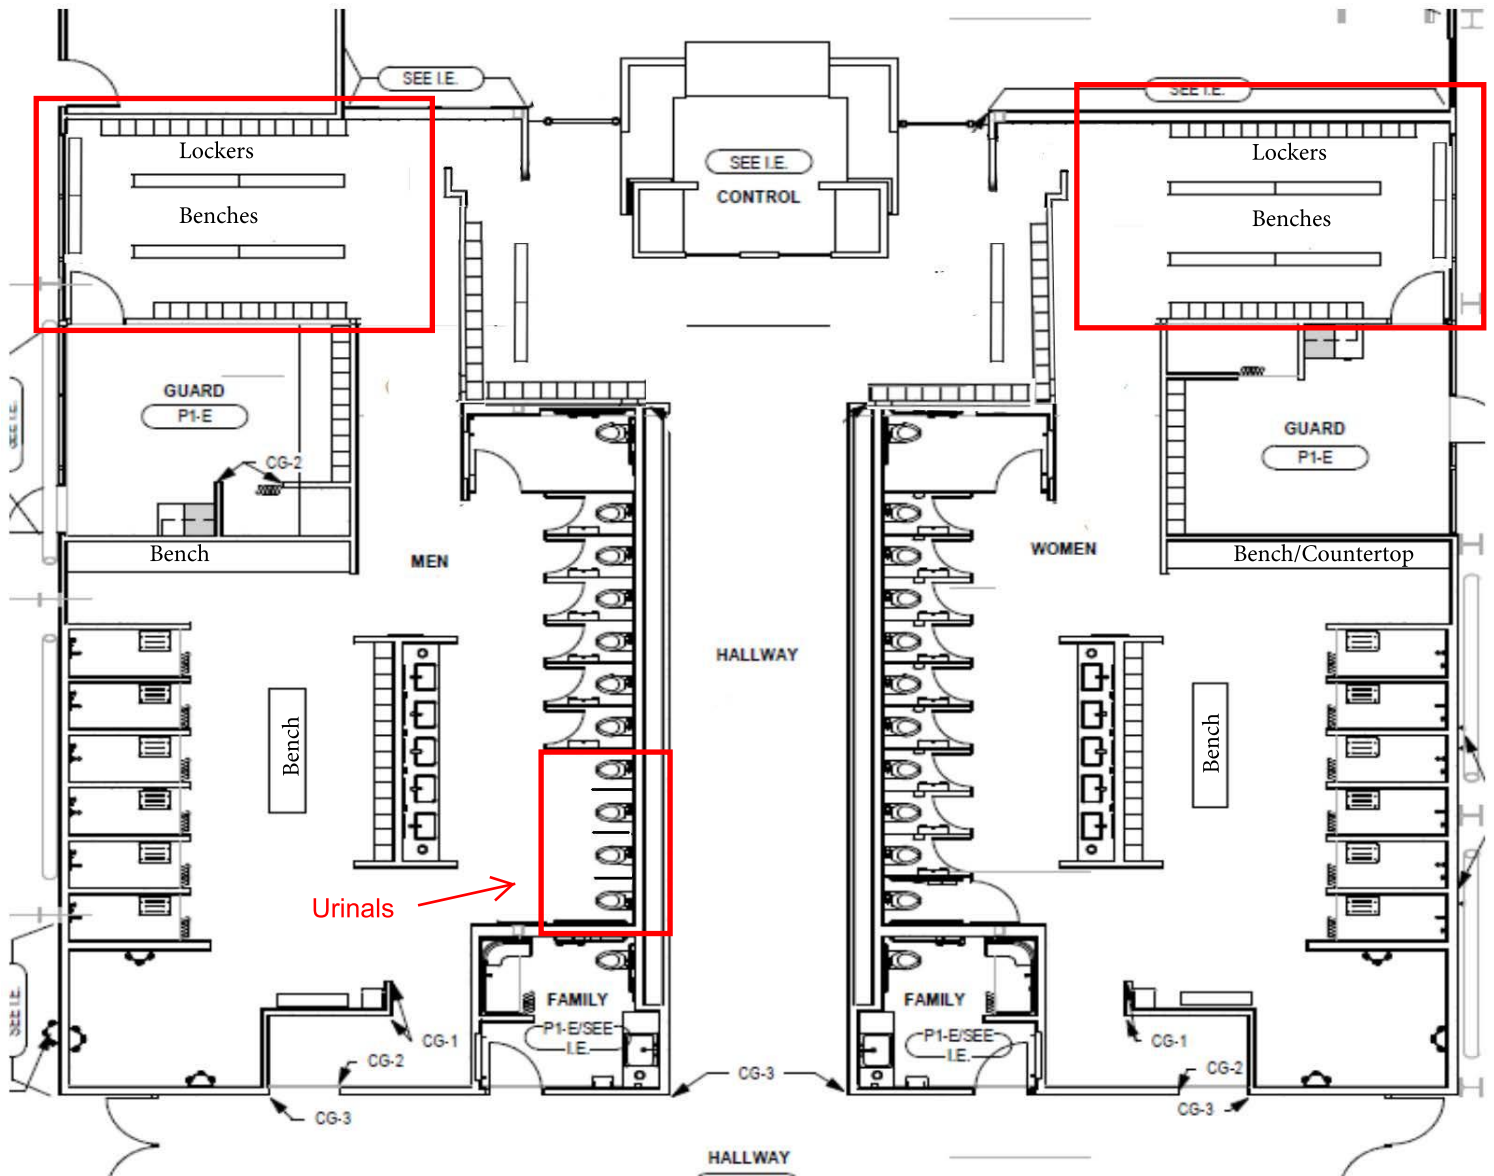 SEE I.E.
SEE I.E.
Lockers
Benches
SEE I.E.
CONTROL
Lockers
Benches
GUARD
P1-E
SEE I.E.
CG-2
GUARD
P1-E
Bench
MEN
WOMEN
Bench/Countertop
HALLWAY
Bench
Bench
Urinals
FAMILY
P1-E/SEE
I.E.
FAMILY
P1-E/SEE
I.E.
SEE I.E.
CG-1
CG-2
CG-3
CG-3
CG-1
CG-2
CG-3
HALLWAY